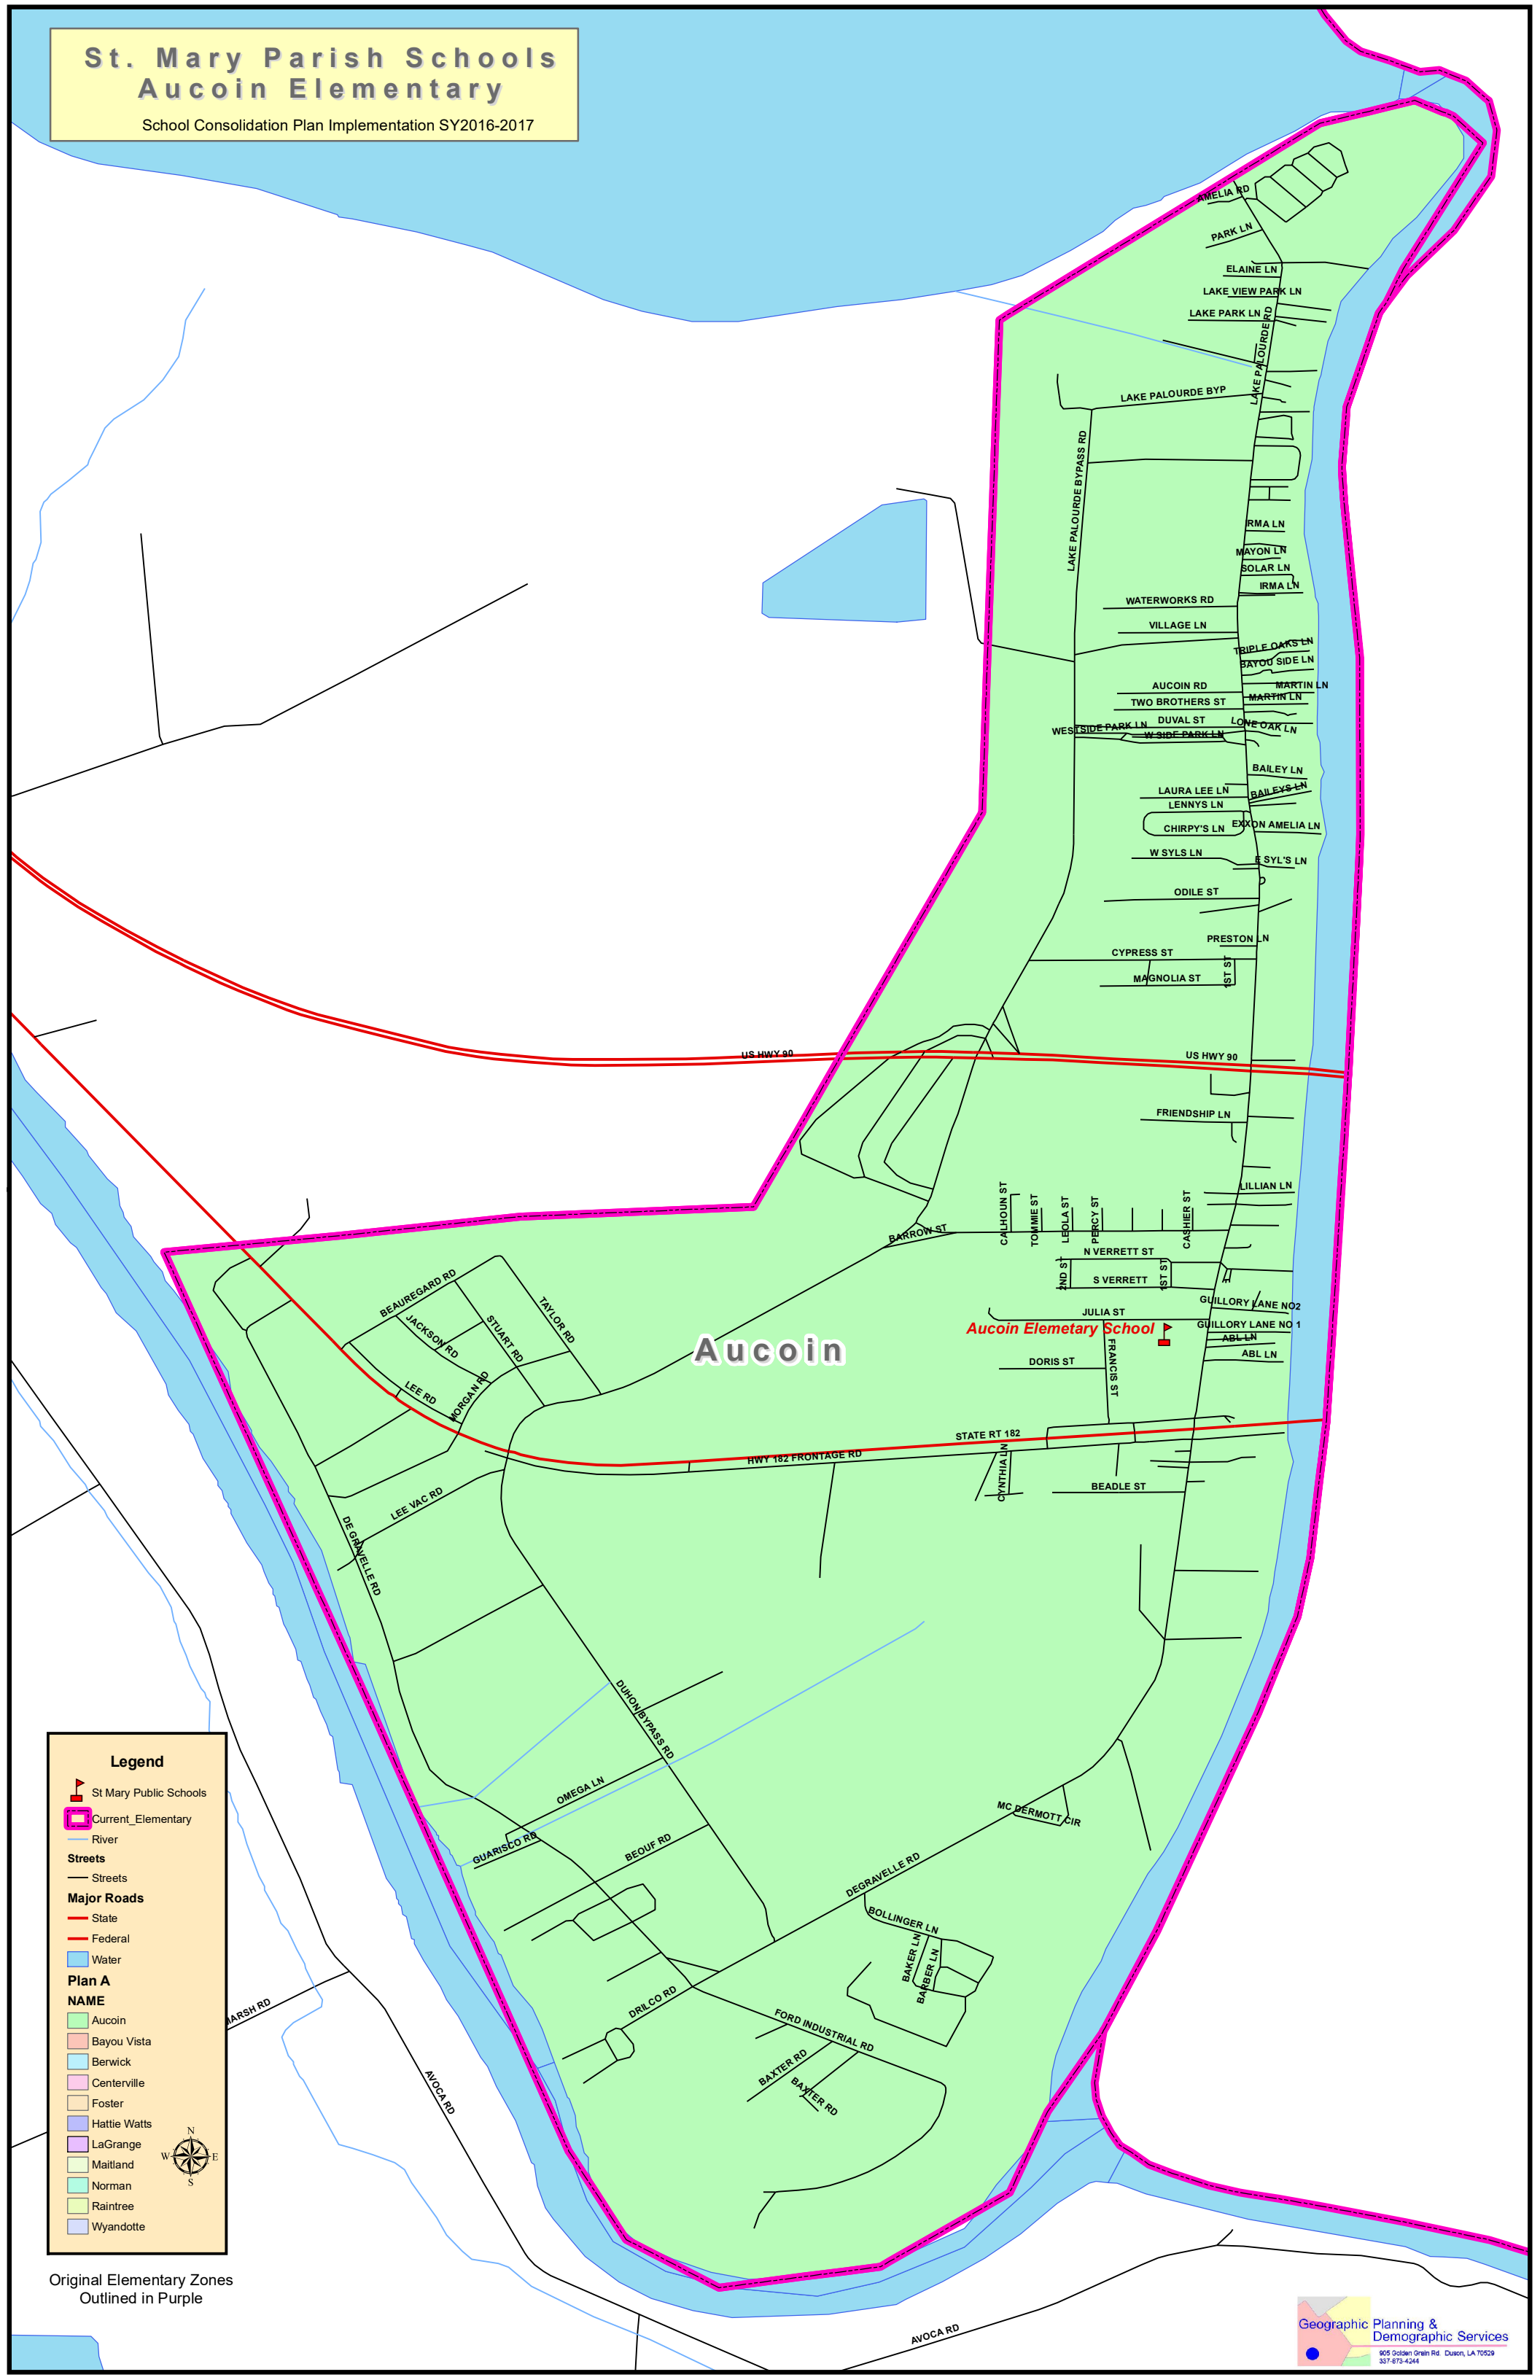 St. Mary Parish Schools
Aucoin Elementary
School Consolidation Plan Implementation SY2016-2017
AMELIA RD
PARK LN
ELAINE LN
LAKE VIEW PARK LN
LAKE PARK LN
LAKE PALOURDE RD
LAKE PALOURDE BYP
LAKE PALOURDE BYPASS RD
IRMA LN
MAYON LN
SOLAR LN
IRMA LN
WATERWORKS RD
VILLAGE LN
TRIPLE OAKS LN
BAYOU SIDE LN
AUCOIN RD
MARTIN LN
TWO BROTHERS ST
MARTIN LN
DUVAL ST
LONE OAK LN
WESTSIDE PARK LN
W SIDE PARK LN
BAILEY LN
LAURA LEE LN
BAILEYS LN
LENNYS LN
CHIRPY'S LN
EXXON AMELIA LN
W SYLS LN
E SYL'S LN
ODILE ST
PRESTON LN
CYPRESS ST
1ST ST
MAGNOLIA ST
US HWY 90
US HWY 90
FRIENDSHIP LN
LILLIAN LN
CALHOUN ST
TOMMIE ST
LEOLA ST
PERCY ST
CASHIER ST
BARROW ST
N VERRETT ST
2ND ST
S VERRETT
1ST ST
GUILLORY LANE NO2
JULIA ST
GUILLORY LANE NO 1
Aucoin Elemetary School
ABL LN
ABL LN
Aucoin
DORIS ST
FRANCIS ST
BEAUREGARD RD
JACKSON RD
STUART RD
TAYLOR RD
LEE RD
MORGAN RD
STATE RT 182
HWY 182 FRONTAGE RD
CYNTHIA LN
BEADLE ST
LEE VAC RD
DE GRAVELLE RD
DUHON BYPASS RD
OMEGA LN
GUARISCO RD
BEOUF RD
MC DERMOTT CIR
DEGRAVELLE RD
BOLLINGER LN
BAKER LN
BARBER LN
DRILCO RD
FORD INDUSTRIAL RD
BAXTER RD
BAXTER RD
MARSH RD
AVOCA RD
AVOCA RD
Legend
St Mary Public Schools
Current_Elementary
River
Streets
Streets
Major Roads
State
Federal
Water
Plan A
NAME
Aucoin
Bayou Vista
Berwick
Centerville
Foster
Hattie Watts
LaGrange
Maitland
Norman
Raintree
Wyandotte
N
W E
S
Original Elementary Zones
Outlined in Purple
Geographic Planning &
Demographic Services
905 Golden Grain Rd. Duson, LA 70529
337-873-4244